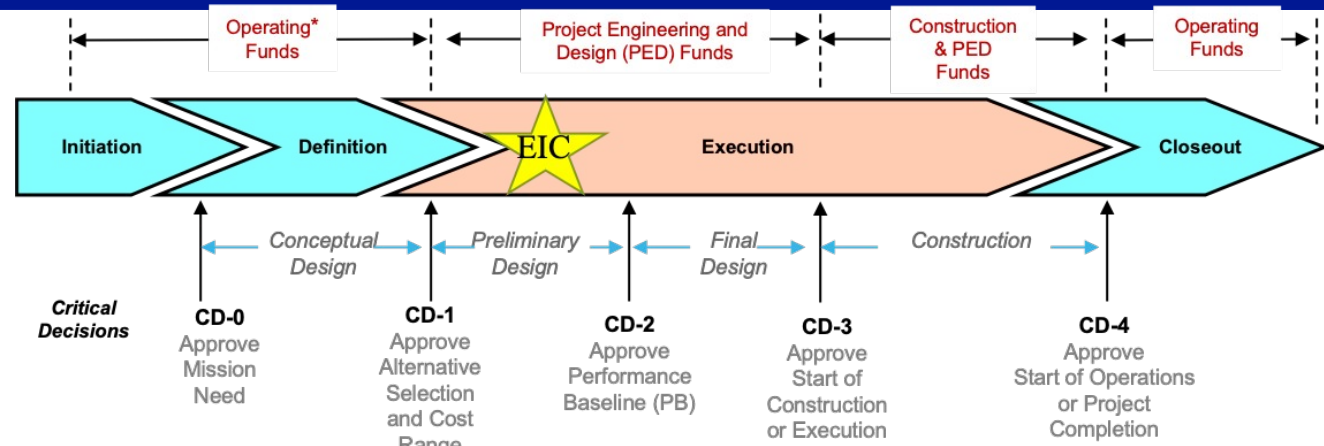 Operating*
Funds
Project Engineering and
Design (PED) Funds
Construction
& PED
Funds
Operating
Funds
Initiation
Definition
EIC
Execution
Closeout
Conceptual
Design
Preliminary
Design
Final
Design
Construction
Critical
Decisions
CD-0
Approve
Mission
Need
CD-1
Approve
Alternative
Selection
and Cost
Range
CD-2
Approve
Performance
Baseline (PB)
CD-3
Approve
Start of
Construction
or Execution
CD-4
Approve
Start of Operations
or Project
Completion